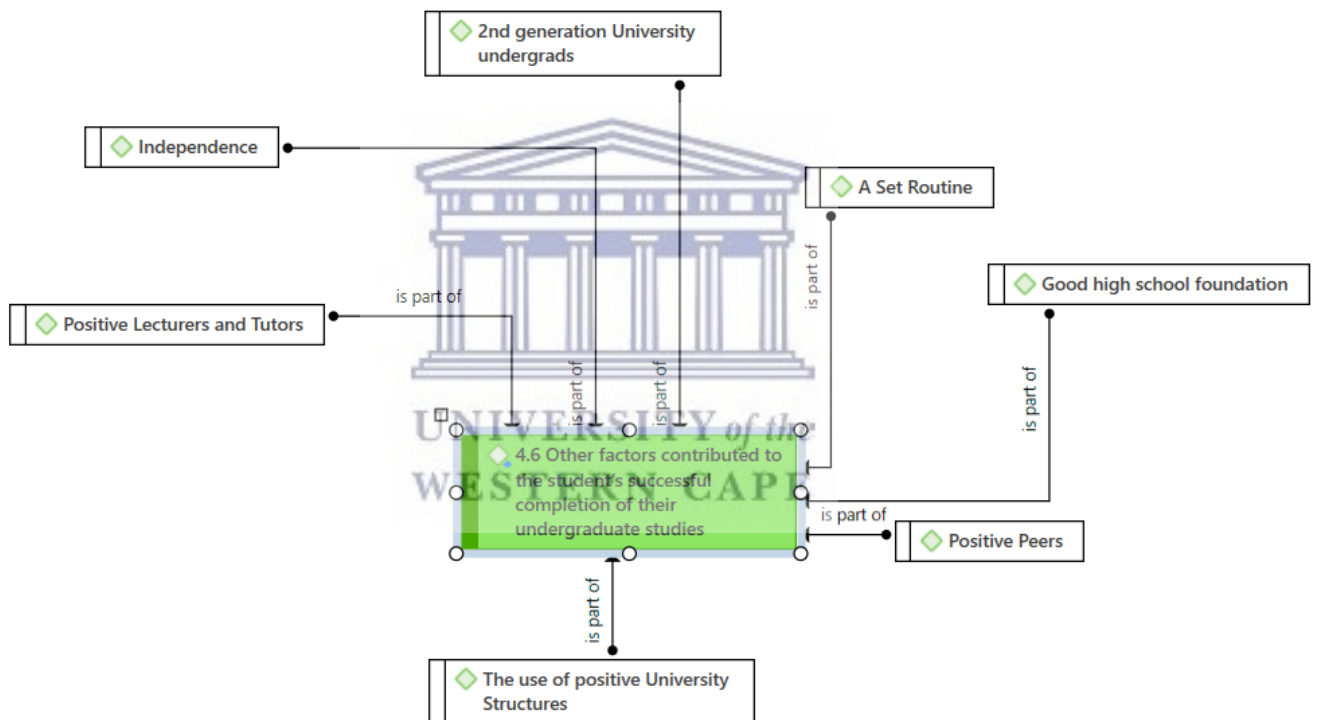 2nd generation University
undergrads
Independence
A Set Routine
is part of
Good high school foundation
is part of
Positive Lecturers and Tutors
is part of
is part of
is part of
UNIVERSITY of the
WESTERN CAPE
4.6 Other factors contributed to
the student's successful
completion of their
undergraduate studies
is part of
Positive Peers
is part of
The use of positive University
Structures